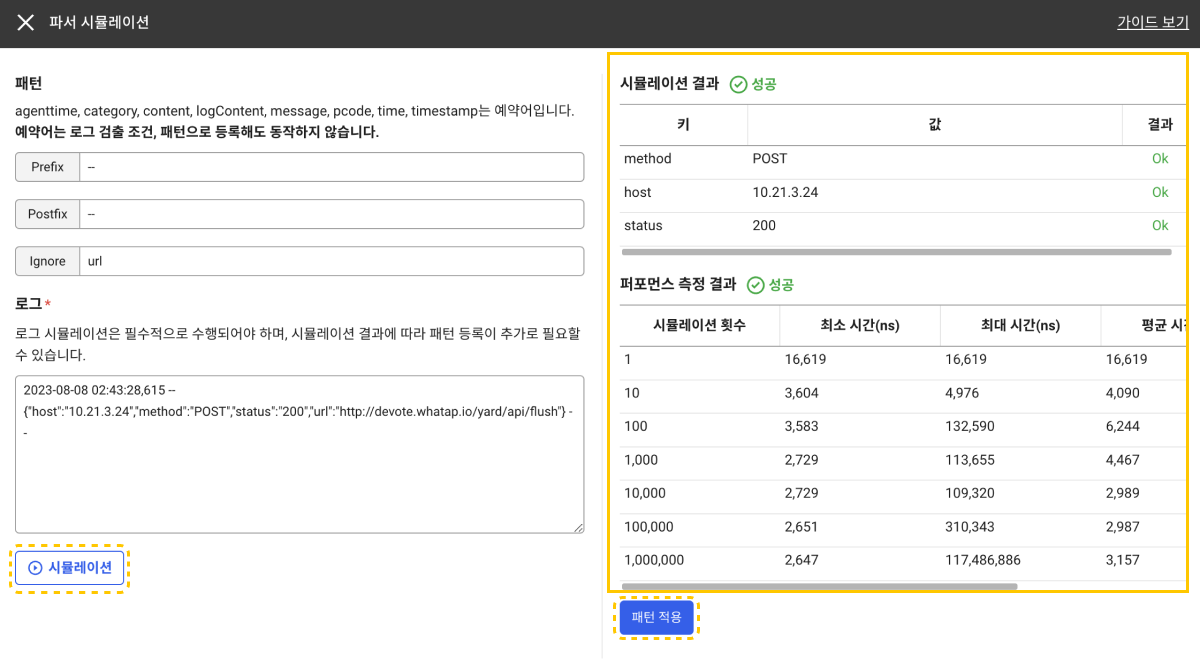 파서 시뮬레이션
가이드 보기
패턴
agenttime, category, content, logContent, message, pcode, time, timestamp는 예약어입니다.
예약어는 로그 검출 조건, 패턴으로 등록해도 동작하지 않습니다.
Prefix --
Postfix --
Ignore url
로그*
로그 시뮬레이션은 필수적으로 수행되어야 하며, 시뮬레이션 결과에 따라 패턴 등록이 추가로 필요할
수 있습니다.
2023-08-08 02:43:28,615 --
{"host":"10.21.3.24","method":"POST","status":"200","url":"http://devote.whatap.io/yard/api/flush"} -
-
시뮬레이션
시뮬레이션 결과 성공
키 값 결과
method POST Ok
host 10.21.3.24 Ok
status 200 Ok
퍼포먼스 측정 결과 성공
시뮬레이션 횟수 최소 시간(ns) 최대 시간(ns) 평균
1 16,619 16,619 16,619
10 3,604 4,976 4,090
100 3,583 132,590 6,244
1,000 2,729 113,655 4,467
10,000 2,729 109,320 2,989
100,000 2,651 310,343 2,987
1,000,000 2,647 117,486,886 3,157
패턴 적용